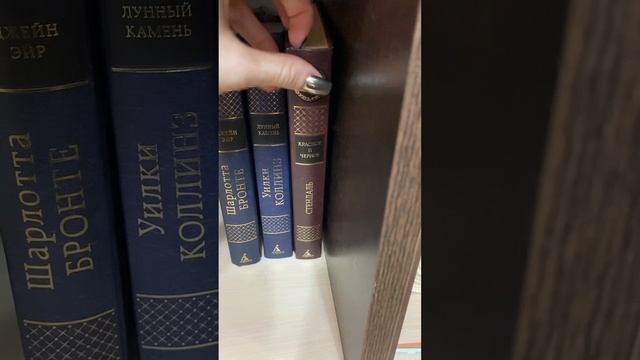 ДЖЕЙН
ЭЙР
Шарлотта
БРОНТЕ
ЛУННЫЙ
КАМЕНЬ
Уилки
КОЛЛИНЗ
ДЖЕЙН
ЭЙР
Шарлотта
БРОНТЕ
ЛУННЫЙ
КАМЕНЬ
Уилки
КОЛЛИНЗ
КРАСНОЕ
И
ЧЕРНОЕ
СТЕНДАЛЬ